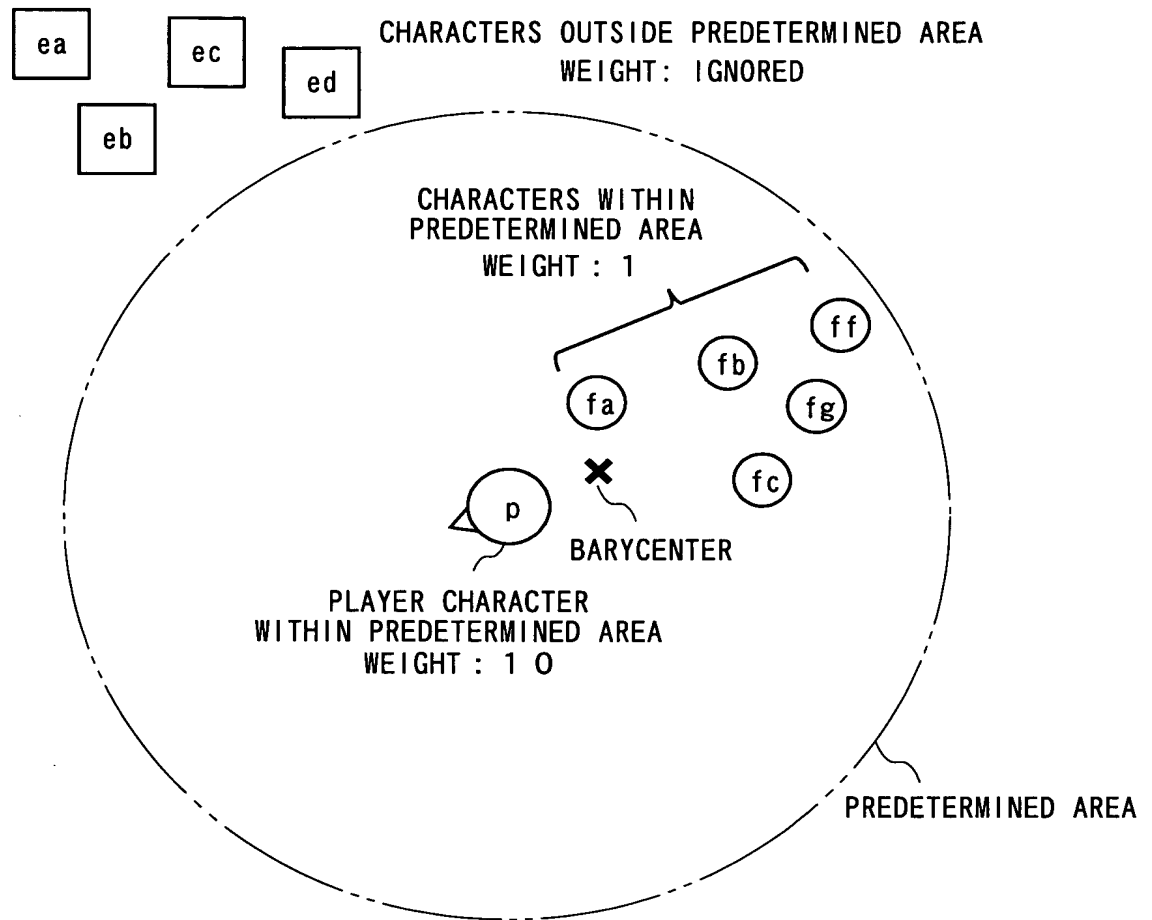 ea
ec
ed
eb
CHARACTERS OUTSIDE PREDETERMINED AREA
WEIGHT: IGNORED
CHARACTERS WITHIN
PREDETERMINED AREA
WEIGHT : 1
ff
fb
fa
fg
fc
p
BARYCENTER
PLAYER CHARACTER
WITHIN PREDETERMINED AREA
WEIGHT : 10
PREDETERMINED AREA